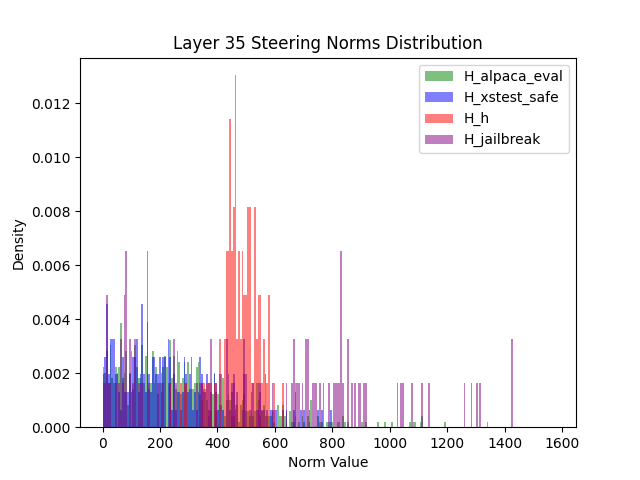 Layer 35 Steering Norms Distribution
H_alpaca_eval
H_xstest_safe
H_h
H_jailbreak
Density
0.012
0.010
0.008
0.006
0.004
0.002
0.000
0 200 400 600 800 1000 1200 1400 1600
Norm Value